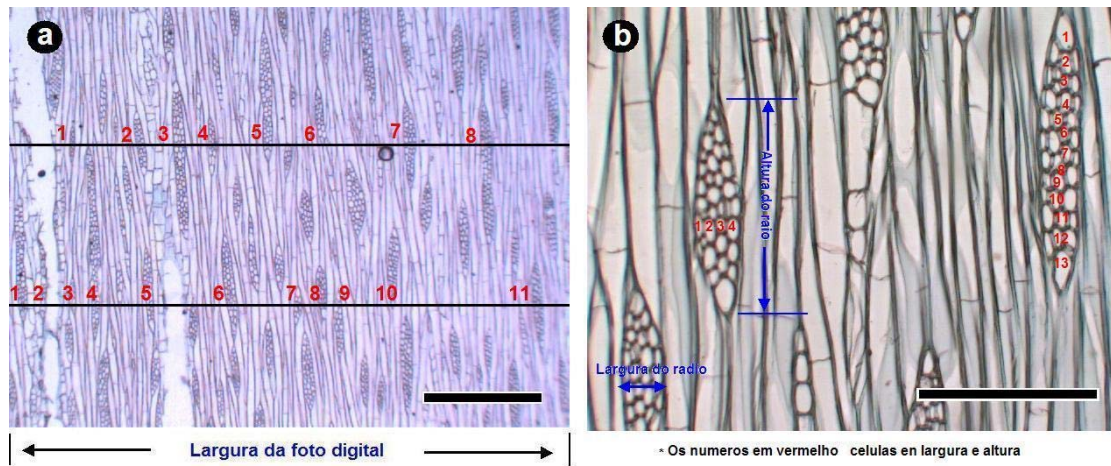 a
1 2 3 4 5 6 7 8
1 2 3 4 5 6 7 8 9 10 11
Largura da foto digital
b
Altura do raio
1 2 3 4
Largura do radio
1
2
3
4
5
6
7
8
9
10
11
12
13
* Os numeros em vermelho celulas en largura e altura